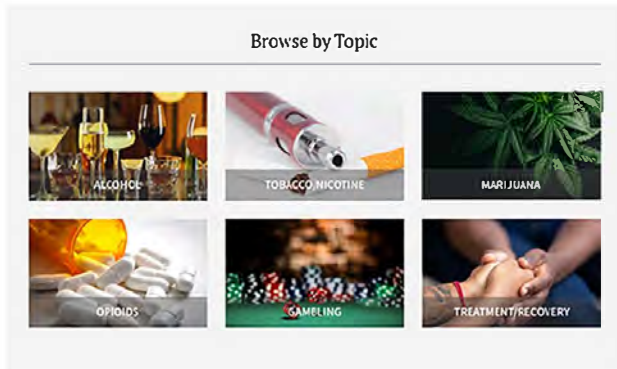 Browse by Topic
ALCOHOL
TOBACCO, NICOTINE
MARIJUANA
OPIOIDS
GAMBLING
TREATMENT/RECOVERY